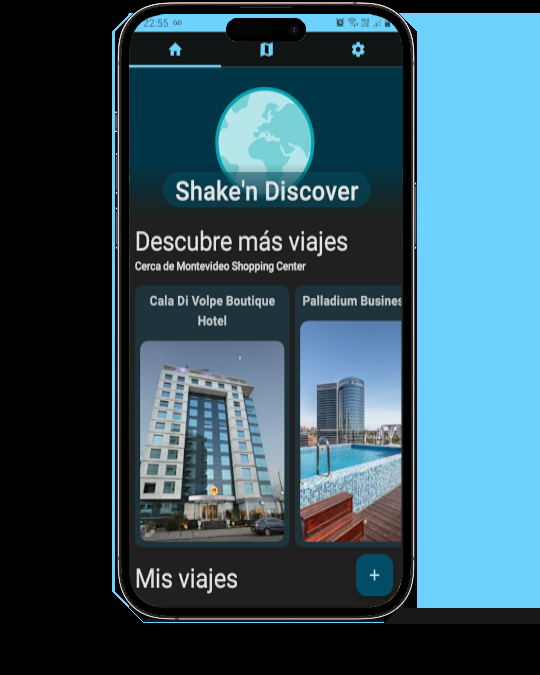 22:55
Shake'n Discover
Descubre más viajes
Cerca de Montevideo Shopping Center
Cala Di Volpe Boutique
Hotel
Palladium Busines
Mis viajes
+